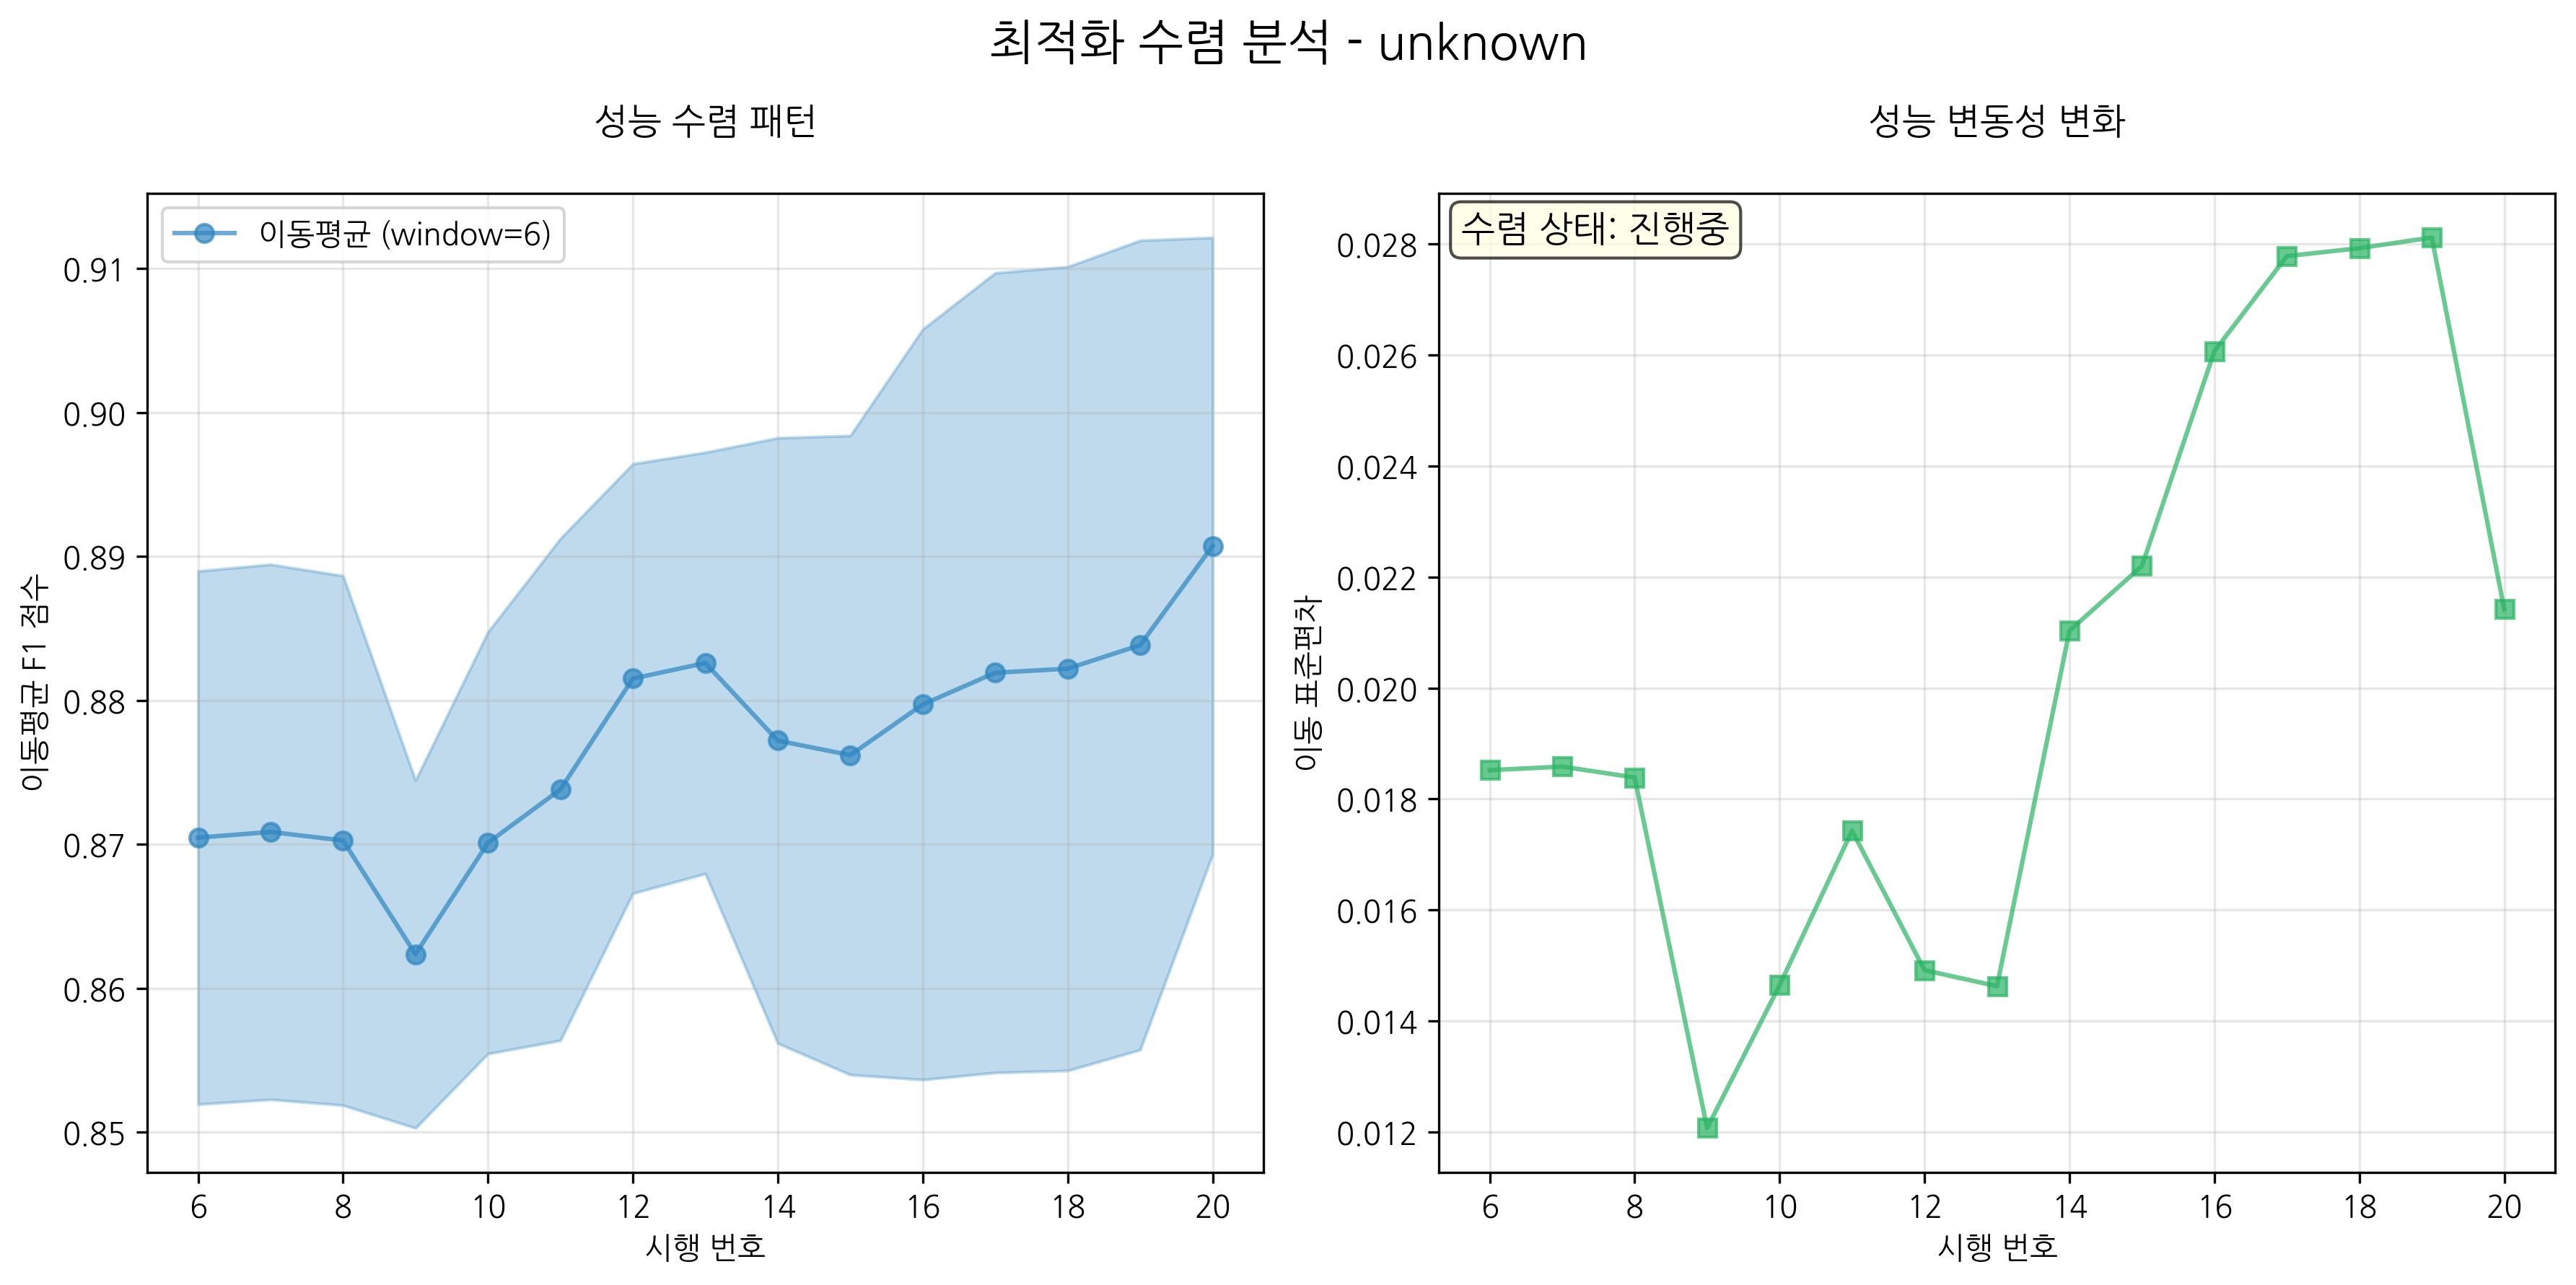 최적화 수렴 분석 - unknown
성능 수렴 패턴
이동평균 (window=6)
이동평균 F1 점수
0.91
0.90
0.89
0.88
0.87
0.86
0.85
6 8 10 12 14 16 18 20
시행 번호
성능 변동성 변화
수렴 상태: 진행중
이동 표준편차
0.028
0.026
0.024
0.022
0.020
0.018
0.016
0.014
0.012
6 8 10 12 14 16 18 20
시행 번호